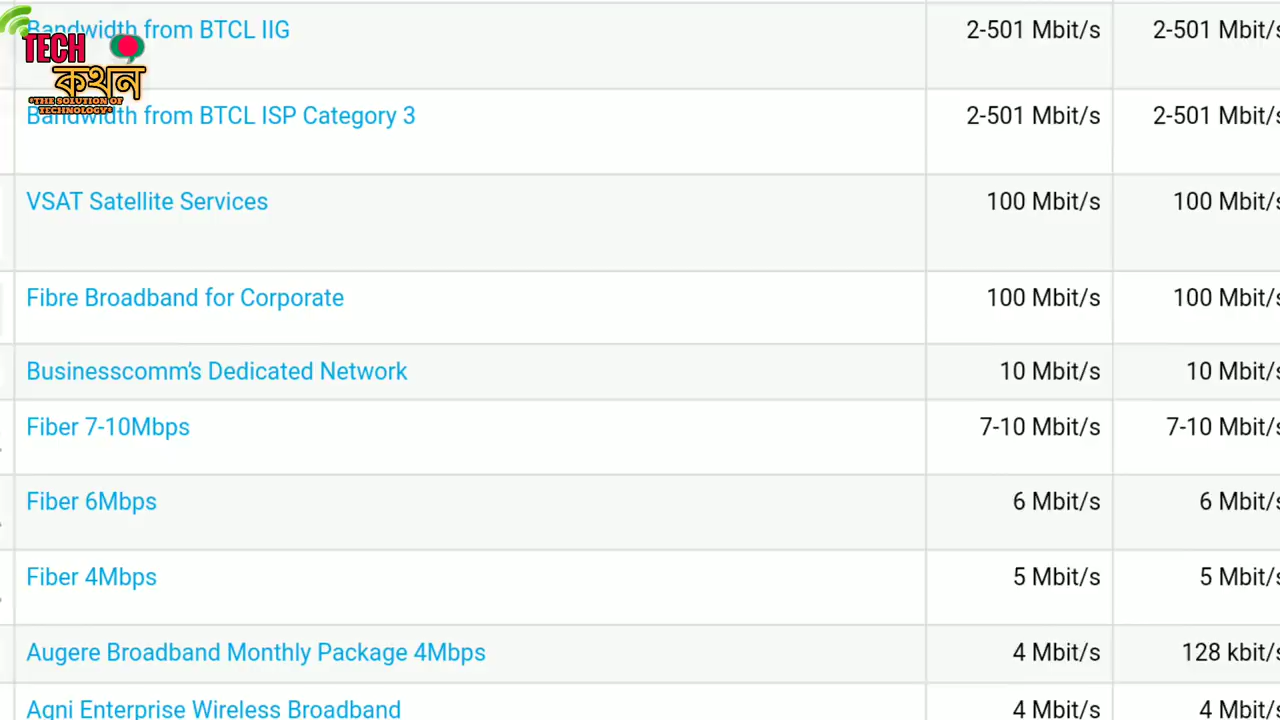 Bandwidth from BTCL IIG 2-501 Mbit/s 2-501 Mbit/s
TECH
কথন
"THE SOLUTION OF
TECHNOLOGY"
Bandwidth from BTCL ISP Category 3 2-501 Mbit/s 2-501 Mbit/s
VSAT Satellite Services 100 Mbit/s 100 Mbit/s
Fibre Broadband for Corporate 100 Mbit/s 100 Mbit/s
Businesscomm's Dedicated Network 10 Mbit/s 10 Mbit/s
Fiber 7-10Mbps 7-10 Mbit/s 7-10 Mbit/s
Fiber 6Mbps 6 Mbit/s 6 Mbit/s
Fiber 4Mbps 5 Mbit/s 5 Mbit/s
Augere Broadband Monthly Package 4Mbps 4 Mbit/s 128 kbit/s
Agni Enterprise Wireless Broadband 4 Mbit/s 4 Mbit/s